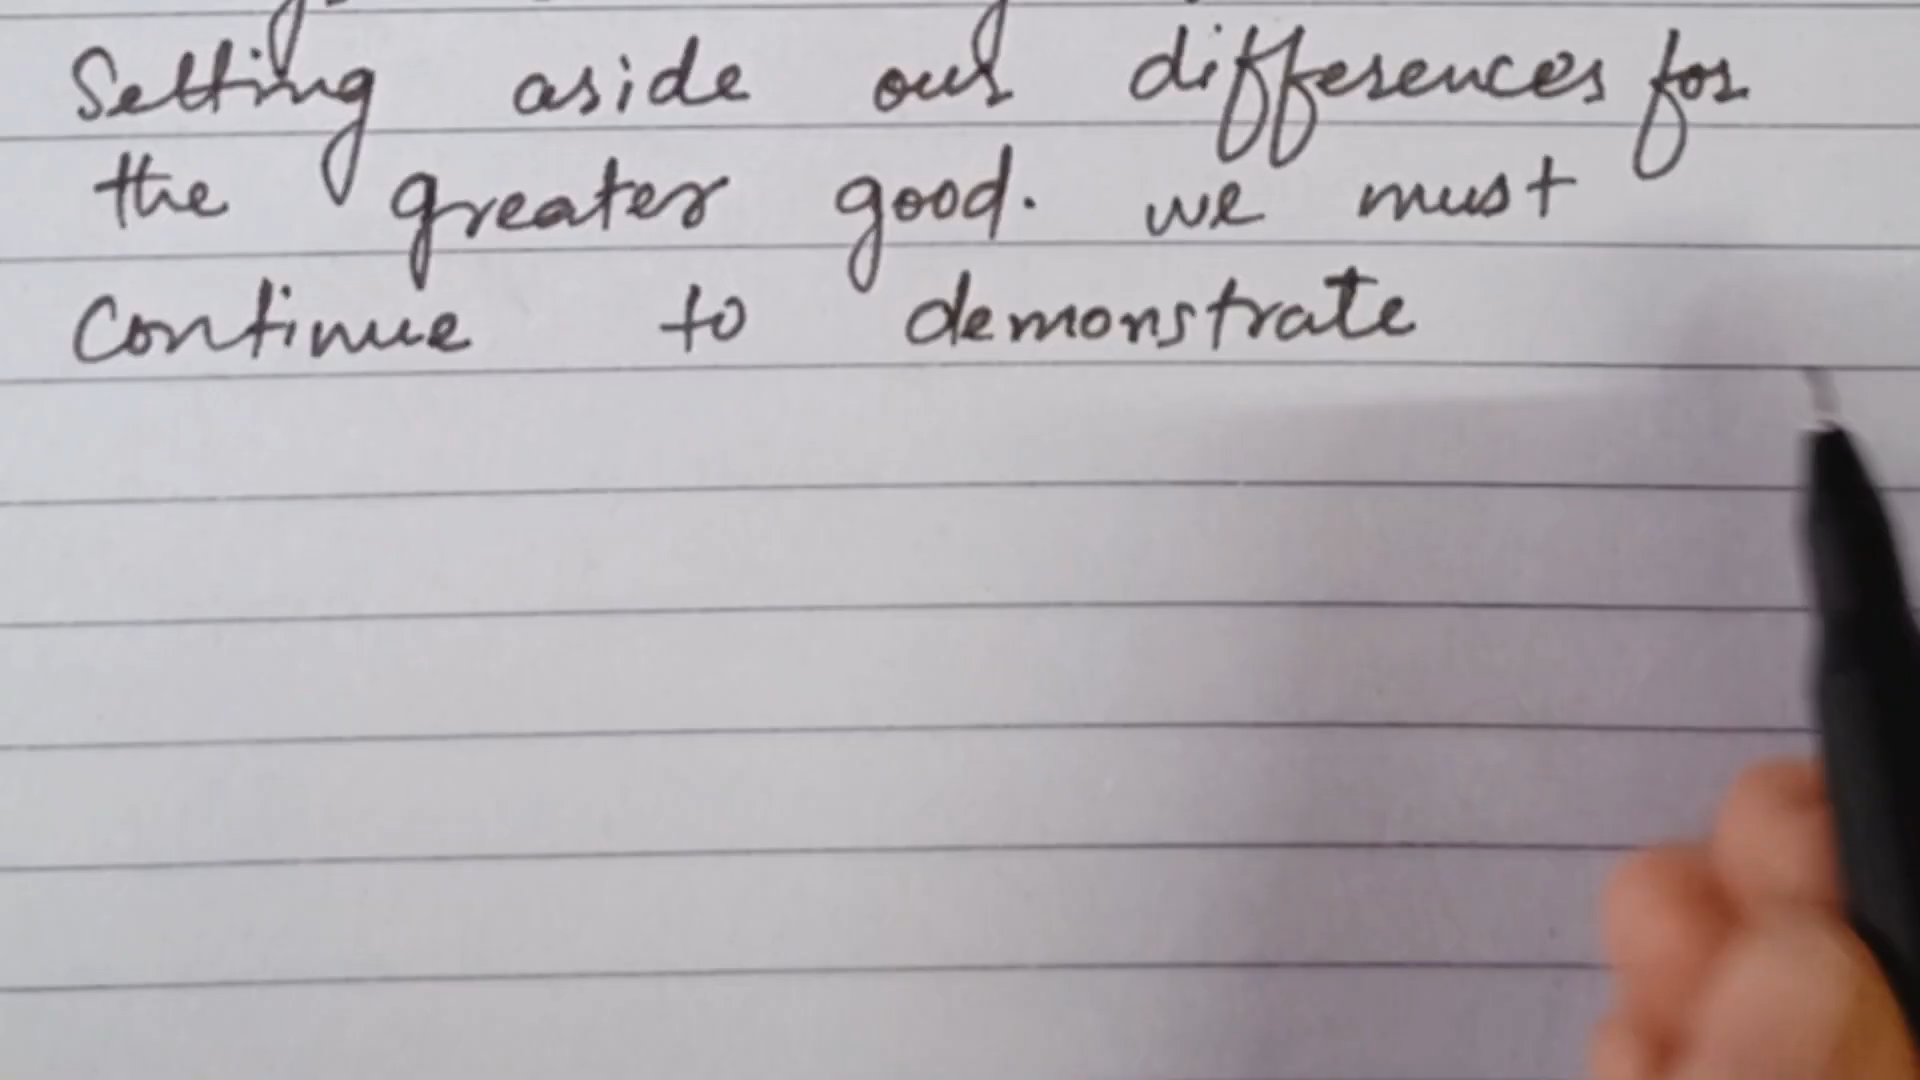 Setting aside our differences for
the greater good. we must
Continue to demonstrate